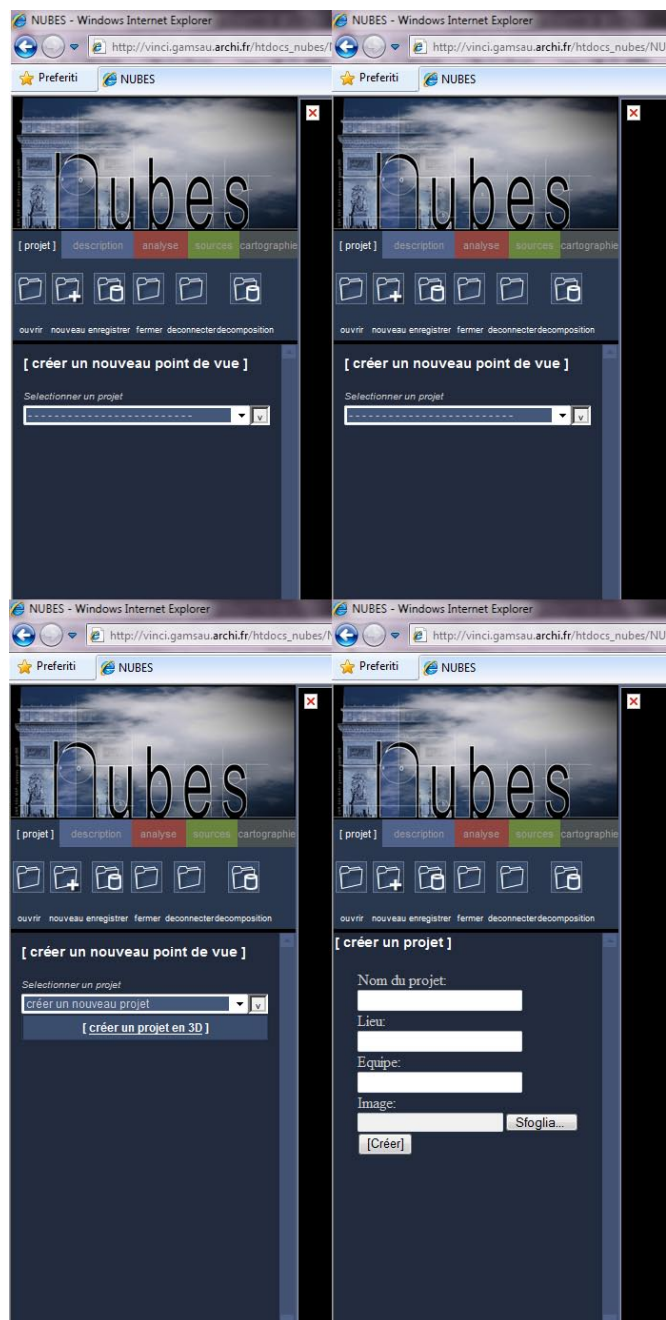 NUBES - Windows Internet Explorer
http://vinci.gamsau.archi.fr/htdocs_nubes/
Preferiti NUBES
nubes
[ projet ] description analyse sources cartographie
ouvrir nouveau enregistrer fermer deconnecter decomposition
[ créer un nouveau point de vue ]
Selectionner un projet
- - - - - - - - - - - - - - - - - - - - - - - - - v
NUBES - Windows Internet Explorer
http://vinci.gamsau.archi.fr/htdocs_nubes/NU
Preferiti NUBES
nubes
[ projet ] description analyse sources cartographie
ouvrir nouveau enregistrer fermer deconnecter decomposition
[ créer un nouveau point de vue ]
Selectionner un projet
- - - - - - - - - - - - - - - - - - - - - - - - - v
NUBES - Windows Internet Explorer
http://vinci.gamsau.archi.fr/htdocs_nubes/
Preferiti NUBES
nubes
[ projet ] description analyse sources cartographie
ouvrir nouveau enregistrer fermer deconnecter decomposition
[ créer un nouveau point de vue ]
Selectionner un projet
créer un nouveau projet v
[ créer un projet en 3D ]
NUBES - Windows Internet Explorer
http://vinci.gamsau.archi.fr/htdocs_nubes/NU
Preferiti NUBES
nubes
[ projet ] description analyse sources cartographie
ouvrir nouveau enregistrer fermer deconnecter decomposition
[ créer un projet ]
Nom du projet:
Lieu:
Equipe:
Image:
Sfoglia...
[Créer]